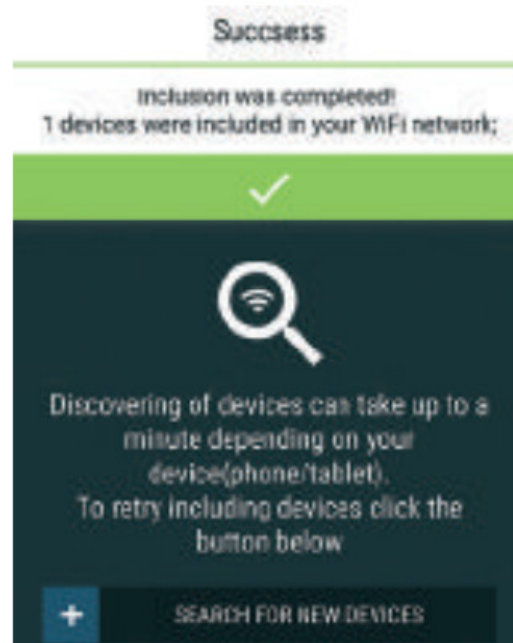 Succsess
Inclusion was completed!
1 devices were included in your WiFi network;
Discovering of devices can take up to a
minute depending on your
device(phone/tablet).
To retry including devices click the
button below
+ SEARCH FOR NEW DEVICES